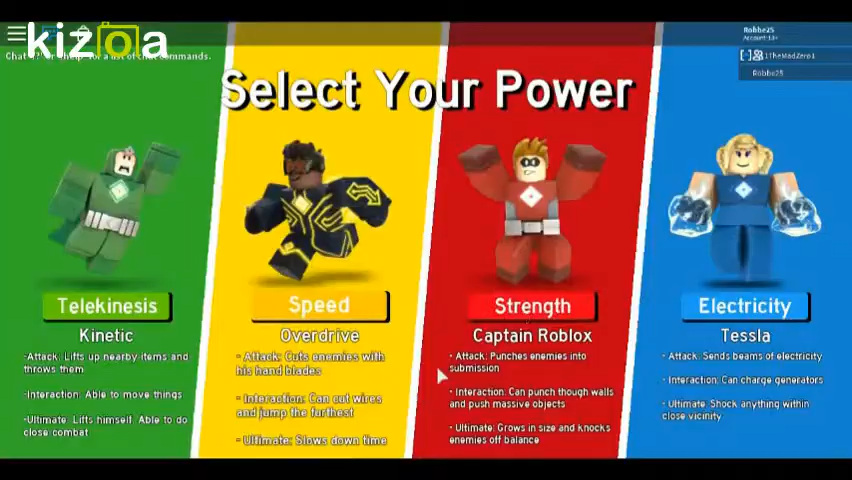 kizoa
Robbe25
Account: 13+
1TheMadZero1
Robbe25
Select Your Power
Telekinesis
Kinetic
-Attack: Lifts up nearby items and
throws them
-Interaction: Able to move things
-Ultimate: Lifts himself. Able to do
close combat
Speed
Overdrive
- Attack: Cuts enemies with
his hand blades
- Interaction: Can cut wires
and jump the furthest
- Ultimate: Slows down time
Strength
Captain Roblox
- Attack: Punches enemies into
submission
- Interaction: Can punch though walls
and push massive objects
- Ultimate: Grows in size and knocks
enemies off balance
Electricity
Tessla
- Attack: Sends beams of electricity
- Interaction: Can charge generators
- Ultimate: Shock anything within
close vicinity